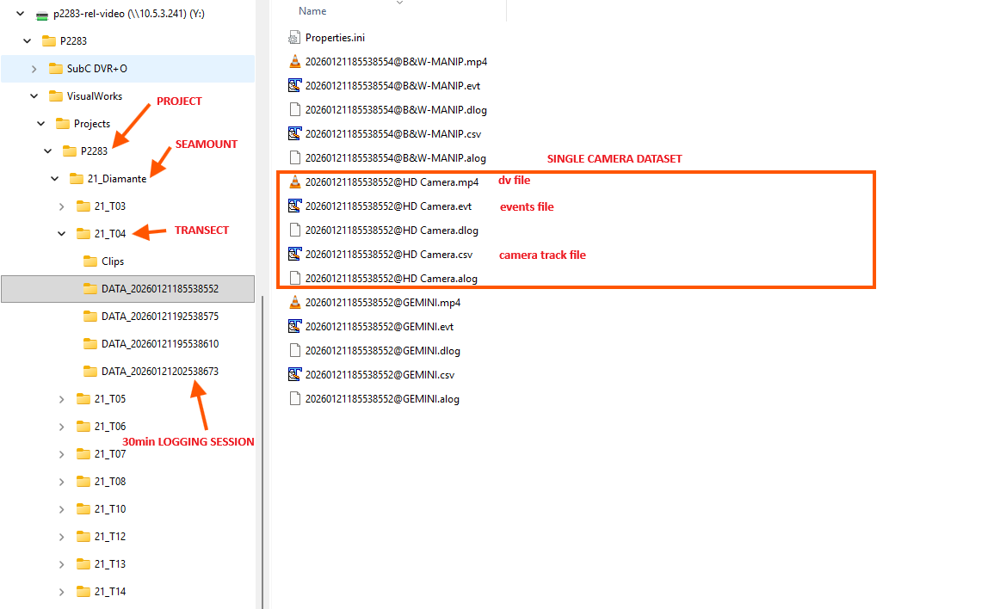 p2283-rel-video (\\10.5.3.241) (Y:)
P2283
SubC DVR+O
VisualWorks
PROJECT
Projects
P2283
SEAMOUNT
21_Diamante
21_T03
21_T04
TRANSECT
Clips
DATA_20260121185538552
DATA_20260121192538575
DATA_20260121195538610
DATA_20260121202538673
21_T05
21_T06
30min LOGGING SESSION
21_T07
21_T08
21_T10
21_T12
21_T13
21_T14
Name
Properties.ini
20260121185538554@B&W-MANIP.mp4
20260121185538554@B&W-MANIP.evt
20260121185538554@B&W-MANIP.dlog
20260121185538554@B&W-MANIP.csv
20260121185538554@B&W-MANIP.alog
SINGLE CAMERA DATASET
20260121185538552@HD Camera.mp4 dv file
20260121185538552@HD Camera.evt events file
20260121185538552@HD Camera.dlog
20260121185538552@HD Camera.csv camera track file
20260121185538552@HD Camera.alog
20260121185538552@GEMINI.mp4
20260121185538552@GEMINI.evt
20260121185538552@GEMINI.dlog
20260121185538552@GEMINI.csv
20260121185538552@GEMINI.alog